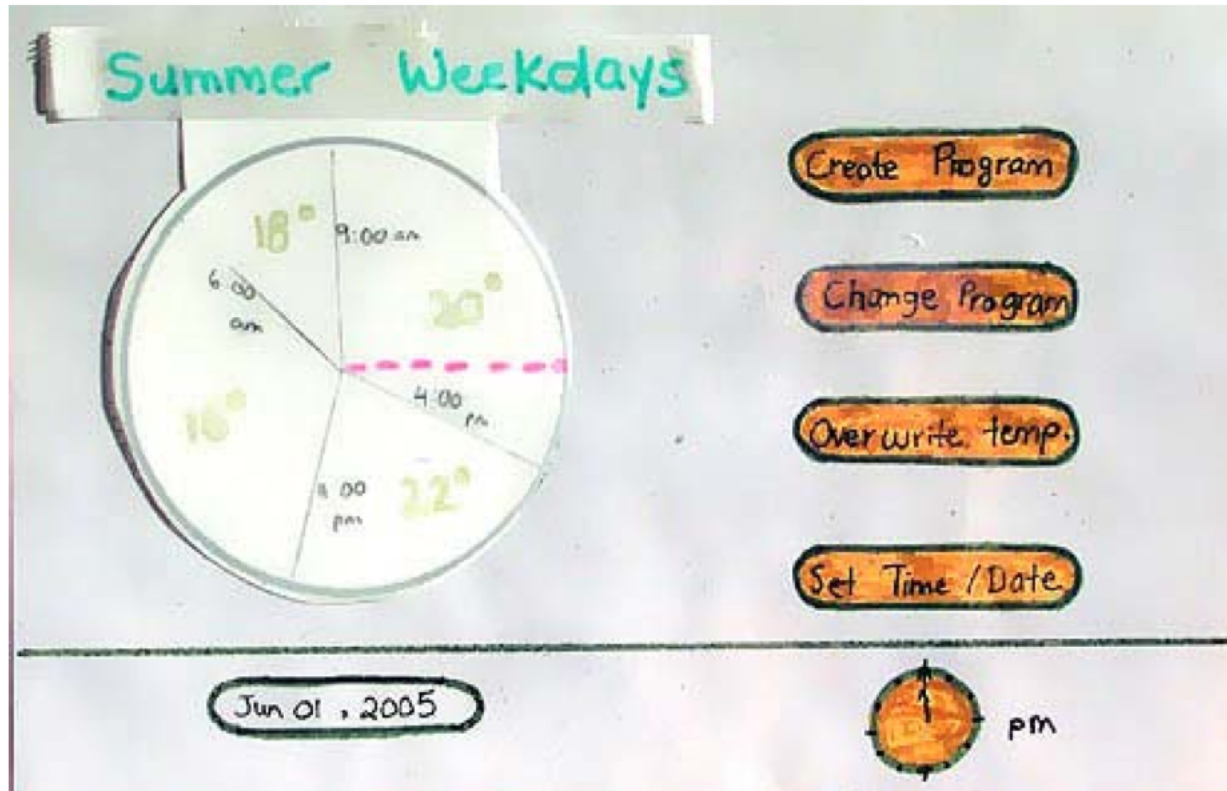 Summer Weekdays
18°
9:00 am
6:00
am
20°
4:00
pm
16°
22°
pm
Create Program
Change Program
Overwrite temp.
Set Time/Date
Jun 01, 2005
pm